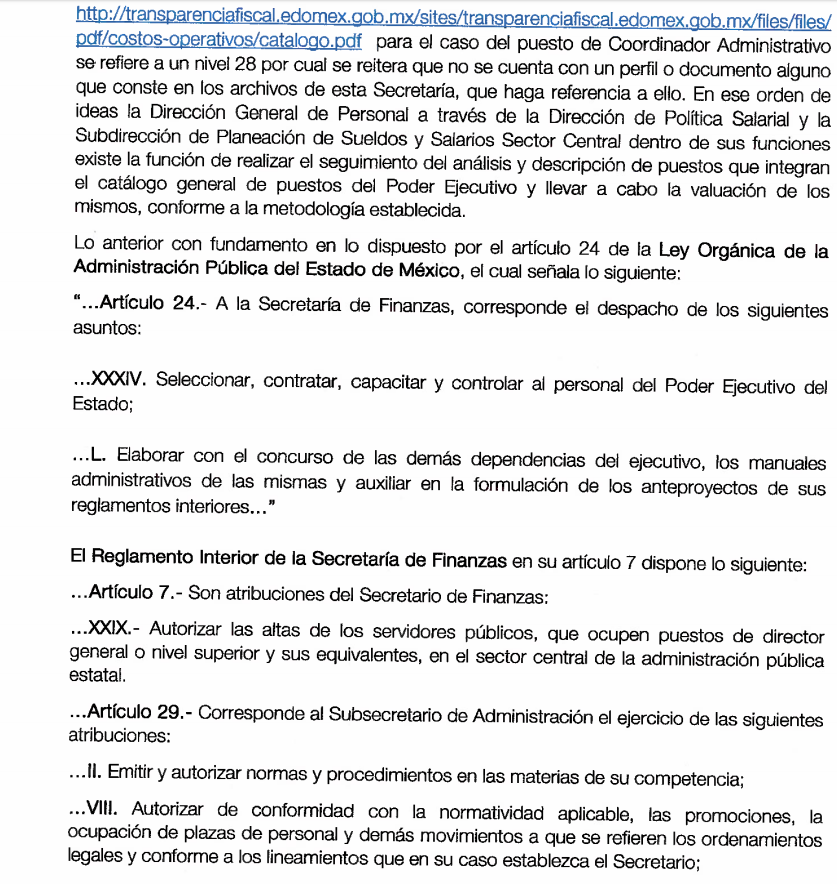 http://transparenciafiscal.edomex.gob.mx/sites/transparenciafiscal.edomex.gob.mx/files/files/
pdf/costos-operativos/catalogo.pdf para el caso del puesto de Coordinador Administrativo
se refiere a un nivel 28 por cual se reitera que no se cuenta con un perfil o documento alguno
que conste en los archivos de esta Secretaría, que haga referencia a ello. En ese orden de
ideas la Dirección General de Personal a través de la Dirección de Política Salarial y la
Subdirección de Planeación de Sueldos y Salarios Sector Central dentro de sus funciones
existe la función de realizar el seguimiento del análisis y descripción de puestos que integran
el catálogo general de puestos del Poder Ejecutivo y llevar a cabo la valuación de los
mismos, conforme a la metodología establecida.
Lo anterior con fundamento en lo dispuesto por el artículo 24 de la Ley Orgánica de la
Administración Pública del Estado de México, el cual señala lo siguiente:
"...Artículo 24.- A la Secretaría de Finanzas, corresponde el despacho de los siguientes
asuntos:
...XXXIV. Seleccionar, contratar, capacitar y controlar al personal del Poder Ejecutivo del
Estado;
...L. Elaborar con el concurso de las demás dependencias del ejecutivo, los manuales
administrativos de las mismas y auxiliar en la formulación de los anteproyectos de sus
reglamentos interiores..."
El Reglamento Interior de la Secretaría de Finanzas en su artículo 7 dispone lo siguiente:
...Artículo 7.- Son atribuciones del Secretario de Finanzas:
...XXIX.- Autorizar las altas de los servidores públicos, que ocupen puestos de director
general o nivel superior y sus equivalentes, en el sector central de la administración pública
estatal.
...Artículo 29.- Corresponde al Subsecretario de Administración el ejercicio de las siguientes
atribuciones:
...II. Emitir y autorizar normas y procedimientos en las materias de su competencia;
...VIII. Autorizar de conformidad con la normatividad aplicable, las promociones, la
ocupación de plazas de personal y demás movimientos a que se refieren los ordenamientos
legales y conforme a los lineamientos que en su caso establezca el Secretario;